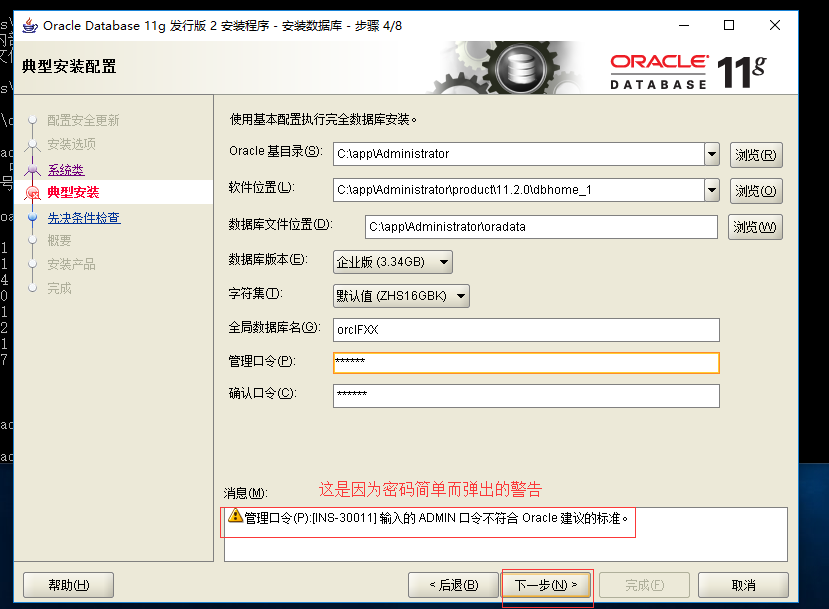 Oracle Database 11g 发行版 2 安装程序 - 安装数据库 - 步骤 4/8
典型安装配置
ORACLE
DATABASE
11g
配置安全更新
安装选项
系统类
典型安装
先决条件检查
概要
安装产品
完成
使用基本配置执行完全数据库安装。
Oracle 基目录(S):
C:\app\Administrator
浏览(R)
软件位置(L):
C:\app\Administrator\product\11.2.0\dbhome_1
浏览(O)
数据库文件位置(D):
C:\app\Administrator\oradata
浏览(W)
数据库版本(E):
企业版 (3.34GB)
字符集(T):
默认值 (ZHS16GBK)
全局数据库名(G):
orclFXX
管理口令(P):
******
确认口令(C):
******
消息(M):
这是因为密码简单而弹出的警告
管理口令(P):[INS-30011] 输入的 ADMIN 口令不符合 Oracle 建议的标准。
帮助(H)
< 后退(B)
下一步(N) >
完成(F)
取消